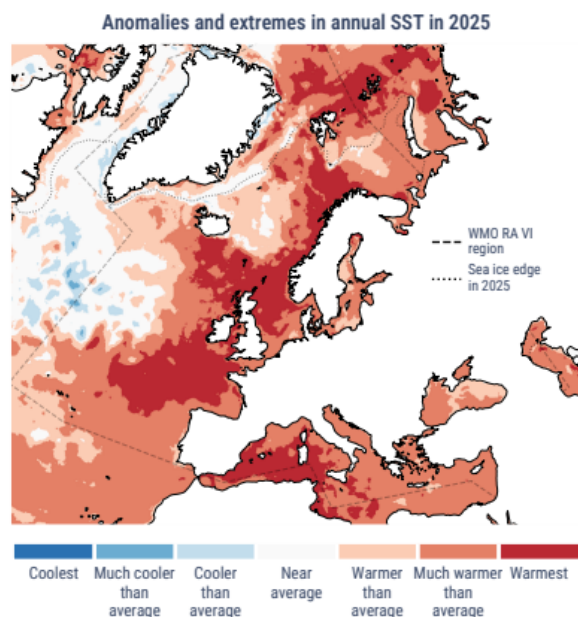 Anomalies and extremes in annual SST in 2025
WMO RA VI
region
Sea ice edge
in 2025
Coolest
Much cooler
than
average
Cooler
than
average
Near
average
Warmer
than
average
Much warmer
than
average
Warmest